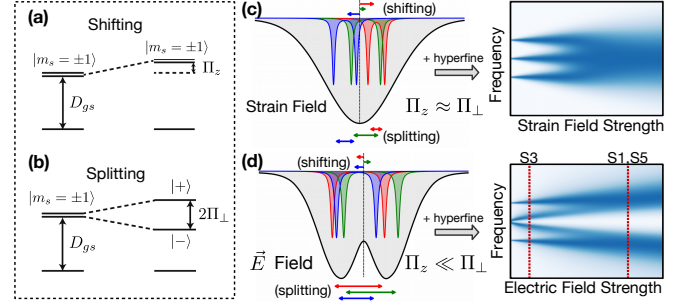 (a)
Shifting
|m_s = ±1⟩
|m_s = ±1⟩
Π_z
D_gs
(b)
Splitting
|m_s = ±1⟩
|+⟩
2Π_⊥
D_gs
|−⟩
(c)
(shifting)
+ hyperfine
Strain Field
Π_z ≈ Π_⊥
(splitting)
Frequency
Strain Field Strength
(d)
(shifting)
+ hyperfine
E⃗ Field
Π_z ≪ Π_⊥
(splitting)
S3
S1,S5
Frequency
Electric Field Strength